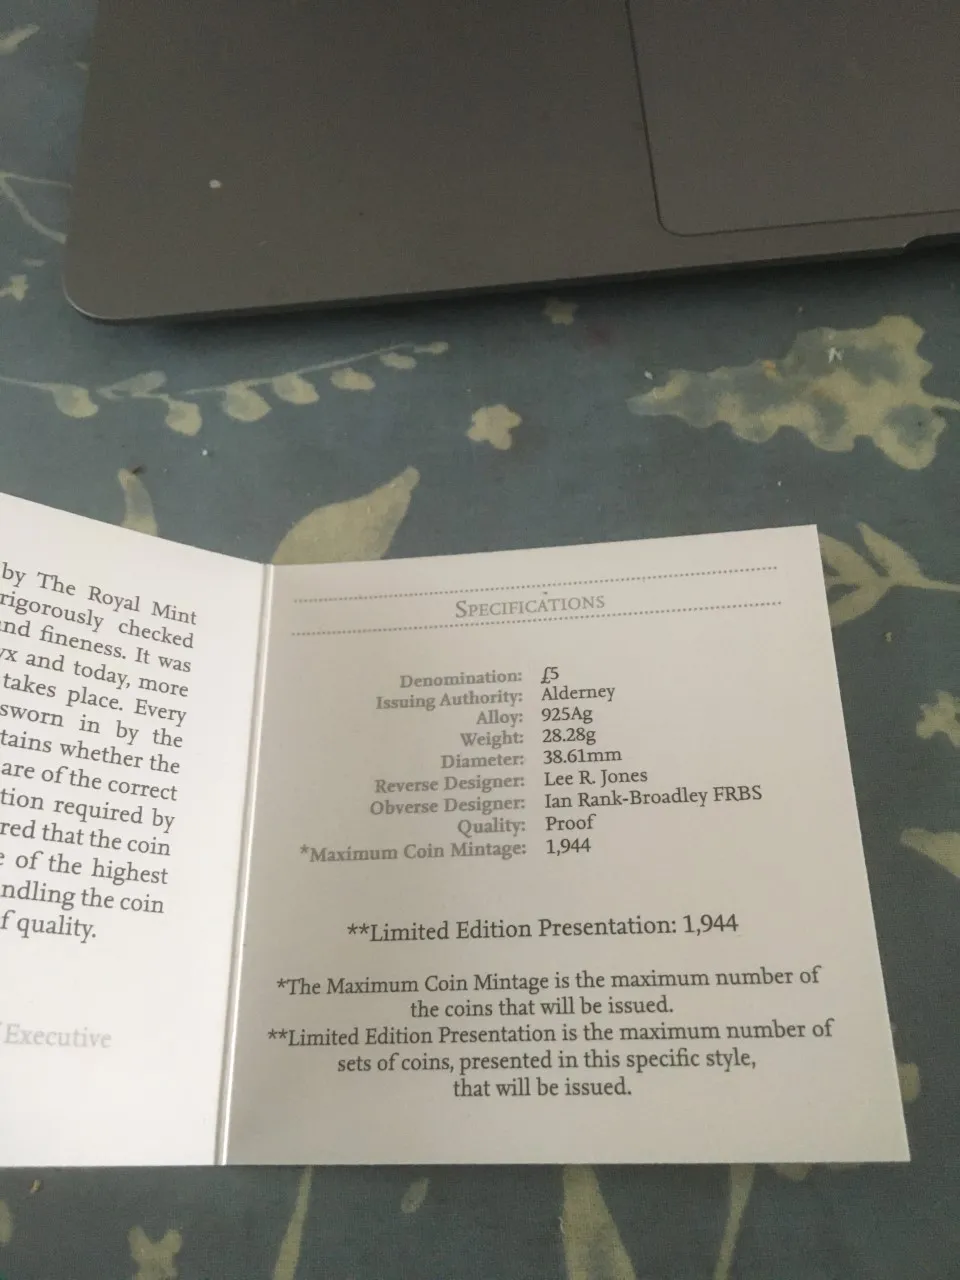 by The Royal Mint
rigorously checked
and fineness. It was
yx and today, more
takes place. Every
sworn in by the
tains whether the
are of the correct
tion required by
red that the coin
e of the highest
ndling the coin
f quality.
Executive
SPECIFICATIONS
Denomination: £5
Issuing Authority: Alderney
Alloy: 925Ag
Weight: 28.28g
Diameter: 38.61mm
Reverse Designer: Lee R. Jones
Obverse Designer: Ian Rank-Broadley FRBS
Quality: Proof
*Maximum Coin Mintage: 1,944
**Limited Edition Presentation: 1,944
*The Maximum Coin Mintage is the maximum number of
the coins that will be issued.
**Limited Edition Presentation is the maximum number of
sets of coins, presented in this specific style,
that will be issued.